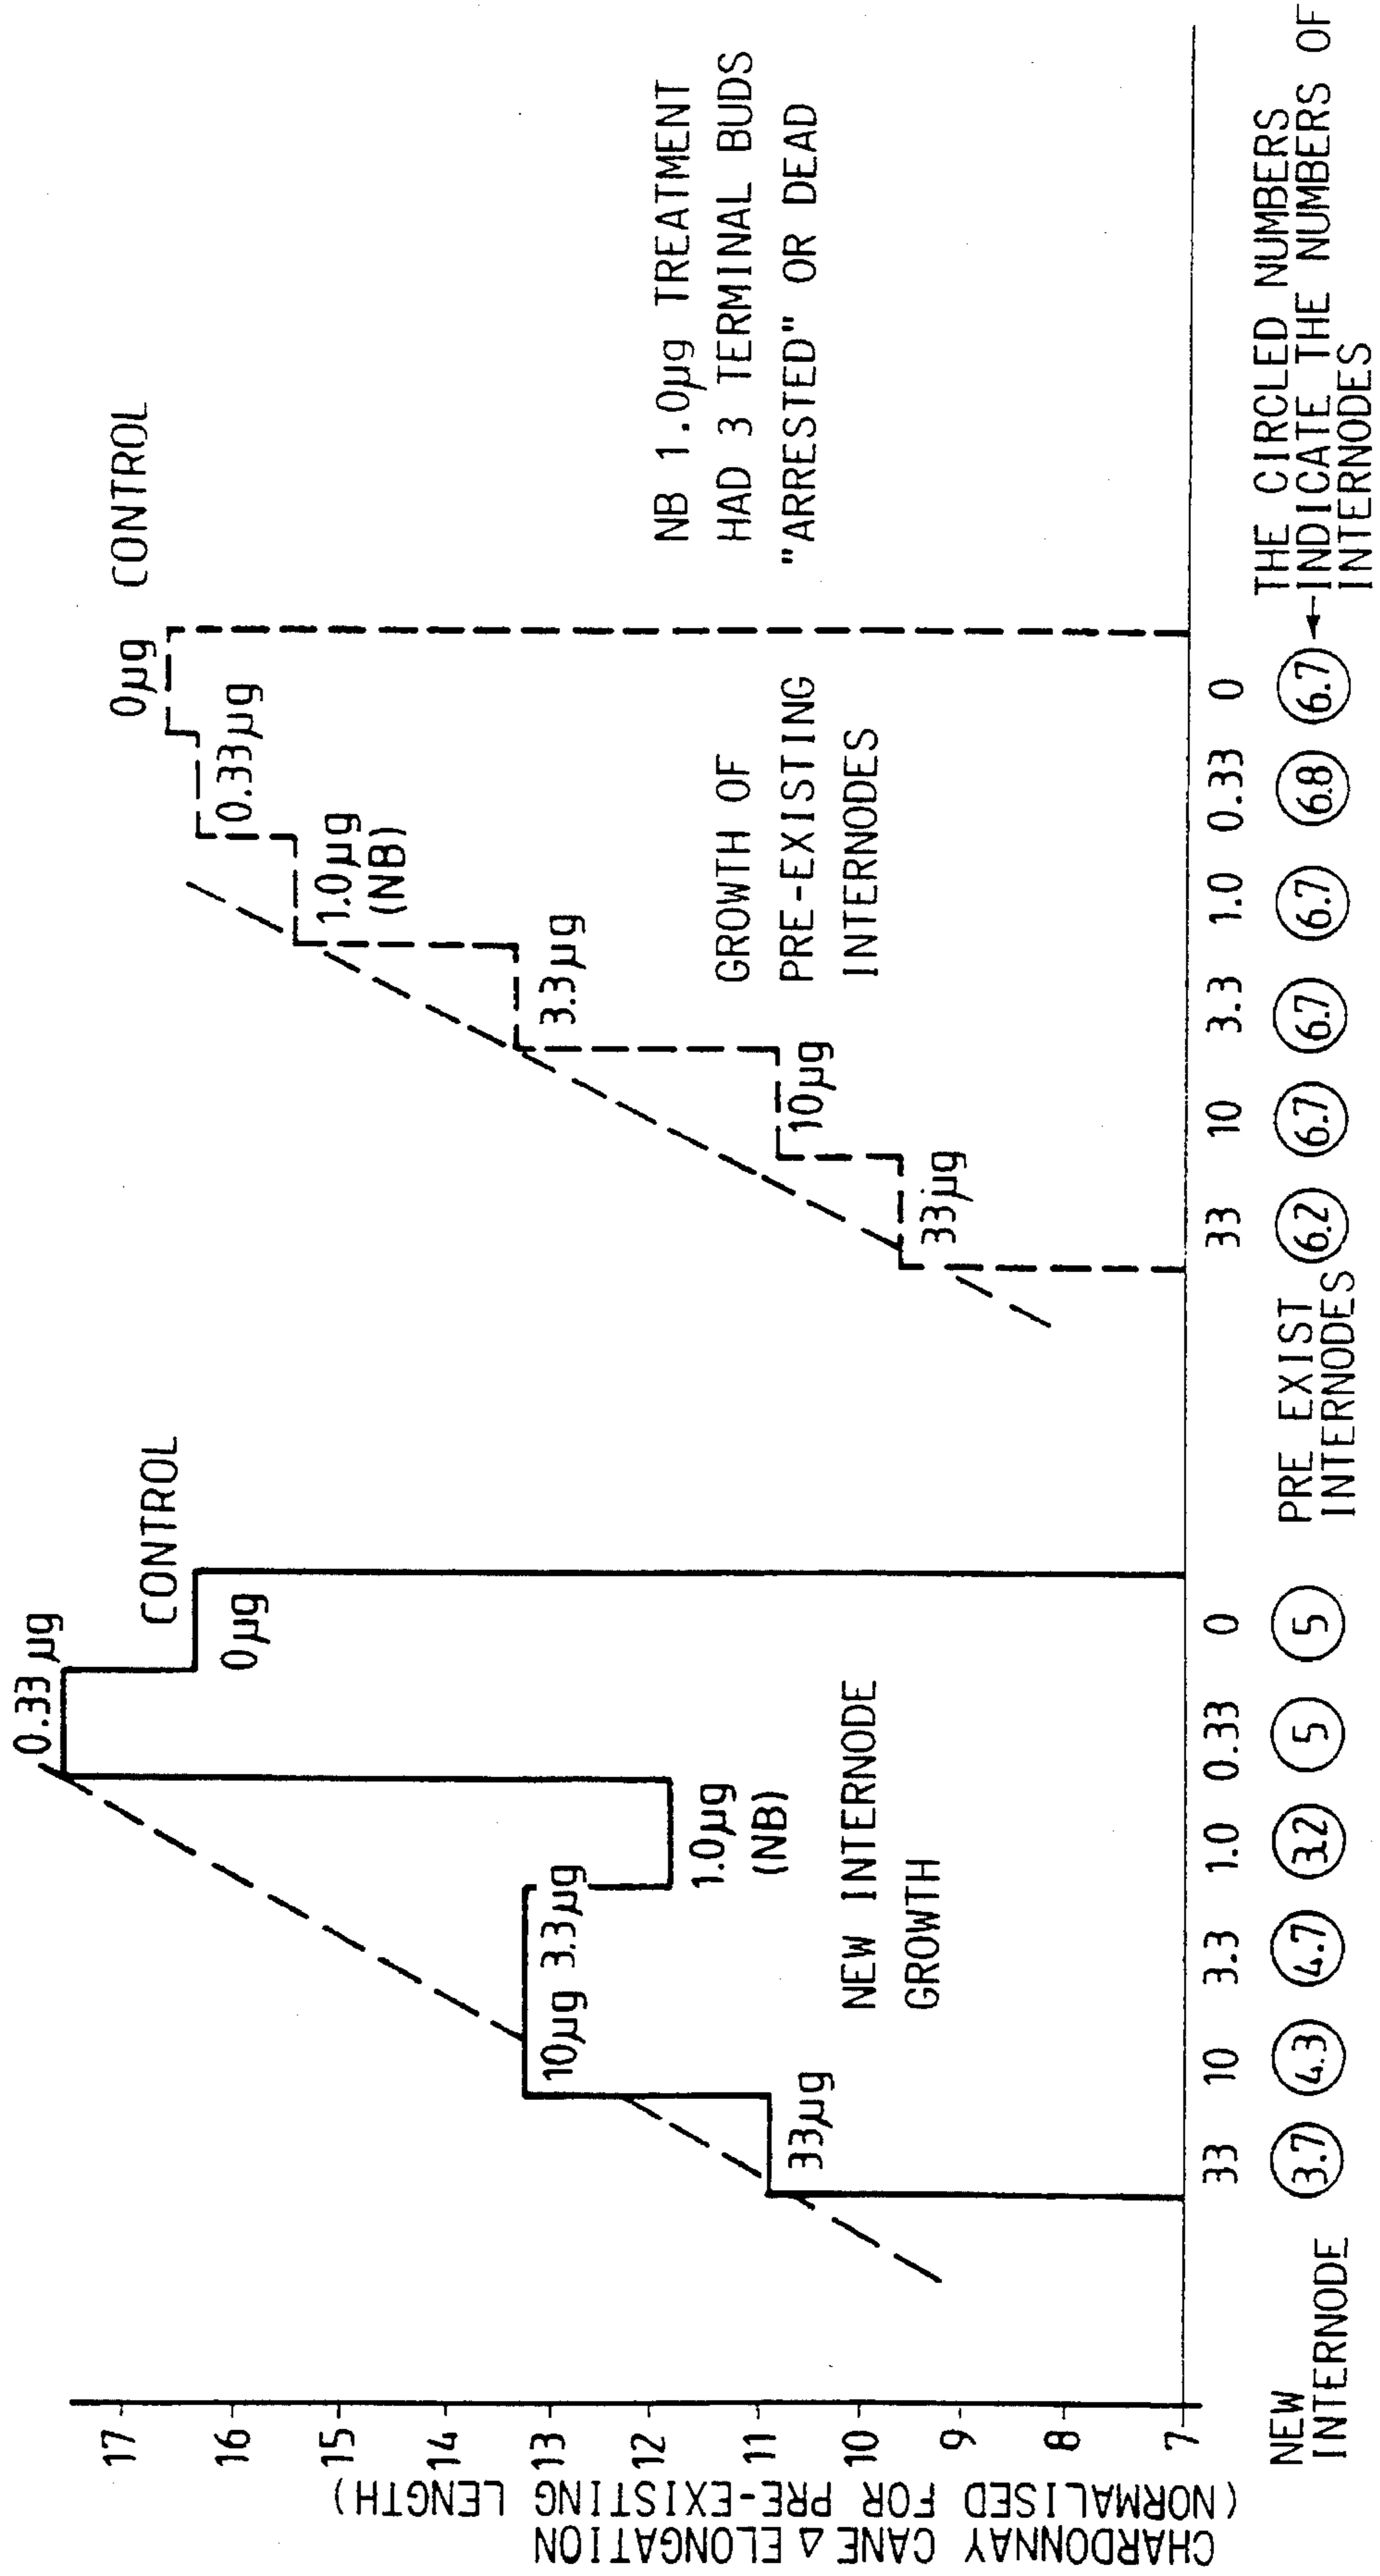 CHARDONNAY CANE Δ ELONGATION
(NORMALISED FOR PRE-EXISTING LENGTH)
17
16
15
14
13
12
11
10
9
8
7
0.33 µg
CONTROL
0µg
1.0µg
(NB)
10µg 3.3µg
33µg
NEW INTERNODE
GROWTH
0µg CONTROL
0.33µg
1.0µg
(NB)
3.3µg
10µg
33µg
GROWTH OF
PRE-EXISTING
INTERNODES
NB 1.0µg TREATMENT
HAD 3 TERMINAL BUDS
"ARRESTED" OR DEAD
33 10 3.3 1.0 0.33 0
33 10 3.3 1.0 0.33 0
NEW
INTERNODE
3.7 4.3 4.7 3.2 5 5
PRE EXIST
INTERNODES
6.2 6.7 6.7 6.7 6.8 6.7
THE CIRCLED NUMBERS
←INDICATE THE NUMBERS OF
INTERNODES